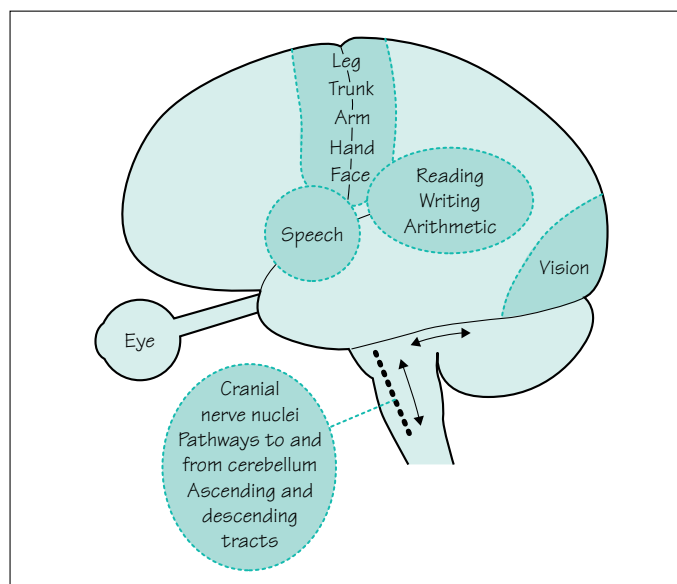 Leg
Trunk
Arm
Hand
Face
Reading
Writing
Arithmetic
Speech
Vision
Eye
Cranial
nerve nuclei
Pathways to and
from cerebellum
Ascending and
descending
tracts